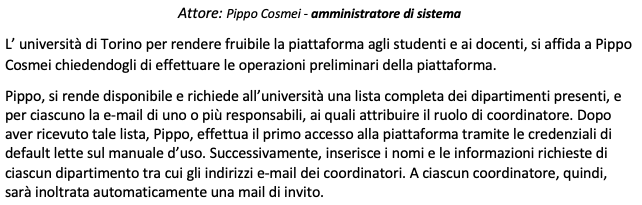 Attore: Pippo Cosmei - amministratore di sistema
L’ università di Torino per rendere fruibile la piattaforma agli studenti e ai docenti, si affida a Pippo
Cosmei chiedendogli di effettuare le operazioni preliminari della piattaforma.
Pippo, si rende disponibile e richiede all’università una lista completa dei dipartimenti presenti, e
per ciascuno la e-mail di uno o più responsabili, ai quali attribuire il ruolo di coordinatore. Dopo
aver ricevuto tale lista, Pippo, effettua il primo accesso alla piattaforma tramite le credenziali di
default lette sul manuale d’uso. Successivamente, inserisce i nomi e le informazioni richieste di
ciascun dipartimento tra cui gli indirizzi e-mail dei coordinatori. A ciascun coordinatore, quindi,
sarà inoltrata automaticamente una mail di invito.